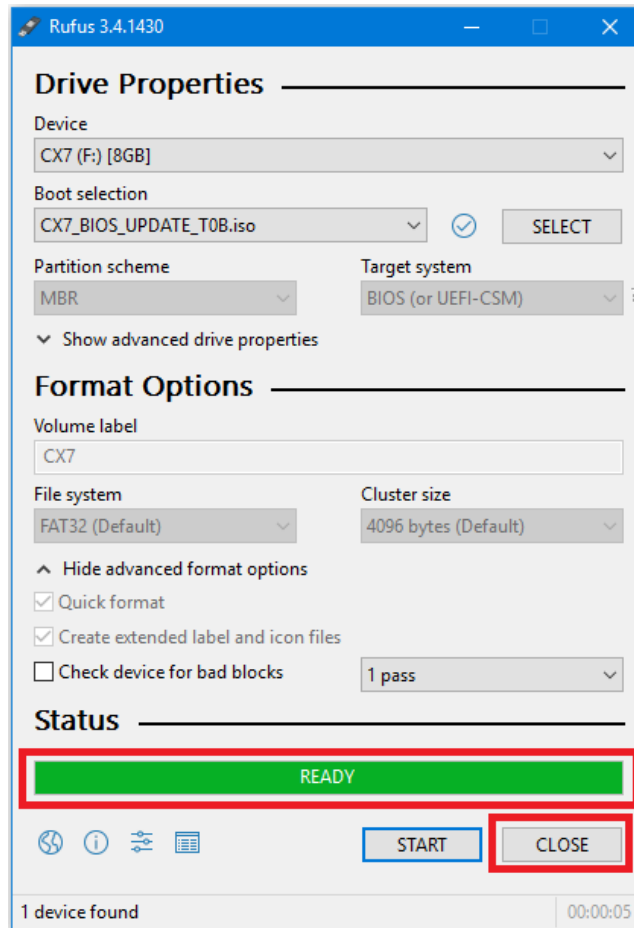 Rufus 3.4.1430
Drive Properties
Device
CX7 (F:) [8GB]
Boot selection
CX7_BIOS_UPDATE_T0B.iso
SELECT
Partition scheme
Target system
MBR
BIOS (or UEFI-CSM)
?
Show advanced drive properties
Format Options
Volume label
CX7
File system
Cluster size
FAT32 (Default)
4096 bytes (Default)
Hide advanced format options
Quick format
Create extended label and icon files
Check device for bad blocks
1 pass
Status
READY
START
CLOSE
1 device found
00:00:05